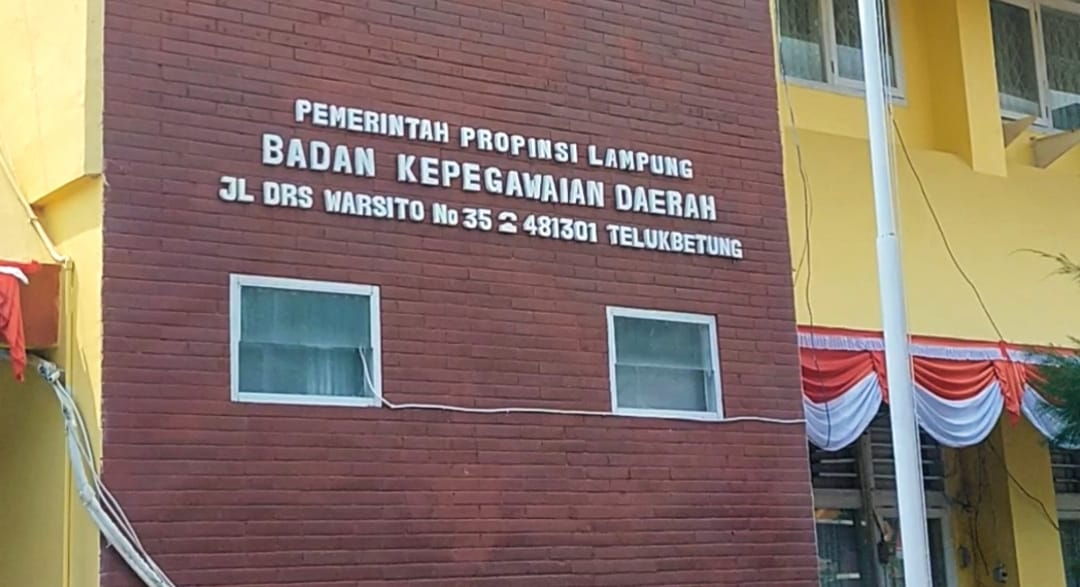 PEMERINTAH PROPINSI LAMPUNG
BADAN KEPEGAWAIAN DAERAH
JL DRS WARSITO No 35 ☎ 481301 TELUKBETUNG